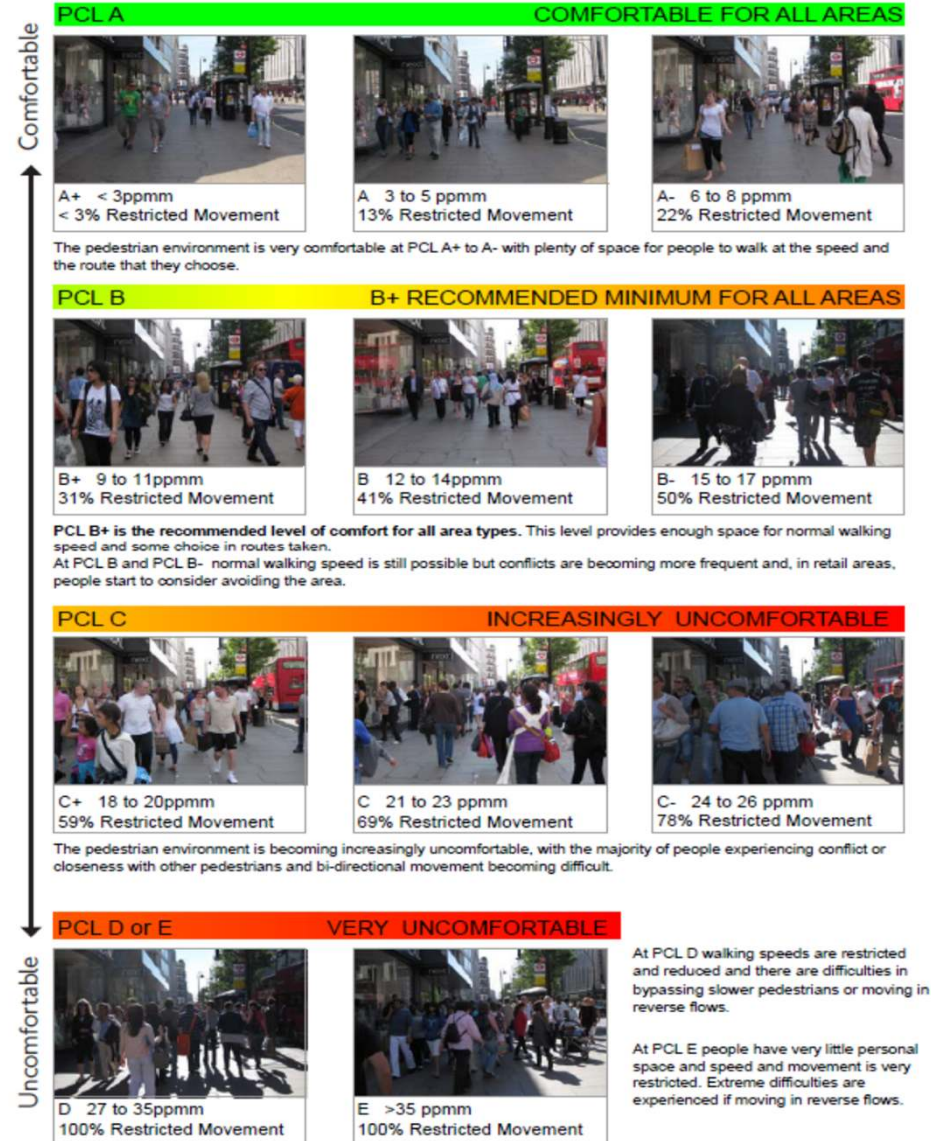 PCL A COMFORTABLE FOR ALL AREAS
Comfortable
A+ < 3ppmm
< 3% Restricted Movement
A 3 to 5 ppmm
13% Restricted Movement
A- 6 to 8 ppmm
22% Restricted Movement
The pedestrian environment is very comfortable at PCL A+ to A- with plenty of space for people to walk at the speed and
the route that they choose.
PCL B B+ RECOMMENDED MINIMUM FOR ALL AREAS
B+ 9 to 11ppmm
31% Restricted Movement
B 12 to 14ppmm
41% Restricted Movement
B- 15 to 17 ppmm
50% Restricted Movement
PCL B+ is the recommended level of comfort for all area types. This level provides enough space for normal walking
speed and some choice in routes taken.
At PCL B and PCL B- normal walking speed is still possible but conflicts are becoming more frequent and, in retail areas,
people start to consider avoiding the area.
PCL C INCREASINGLY UNCOMFORTABLE
next
C+ 18 to 20ppmm
59% Restricted Movement
C 21 to 23 ppmm
69% Restricted Movement
C- 24 to 26 ppmm
78% Restricted Movement
The pedestrian environment is becoming increasingly uncomfortable, with the majority of people experiencing conflict or
closeness with other pedestrians and bi-directional movement becoming difficult.
PCL D or E VERY UNCOMFORTABLE
Uncomfortable
D 27 to 35ppmm
100% Restricted Movement
E >35 ppmm
100% Restricted Movement
At PCL D walking speeds are restricted
and reduced and there are difficulties in
bypassing slower pedestrians or moving in
reverse flows.
At PCL E people have very little personal
space and speed and movement is very
restricted. Extreme difficulties are
experienced if moving in reverse flows.